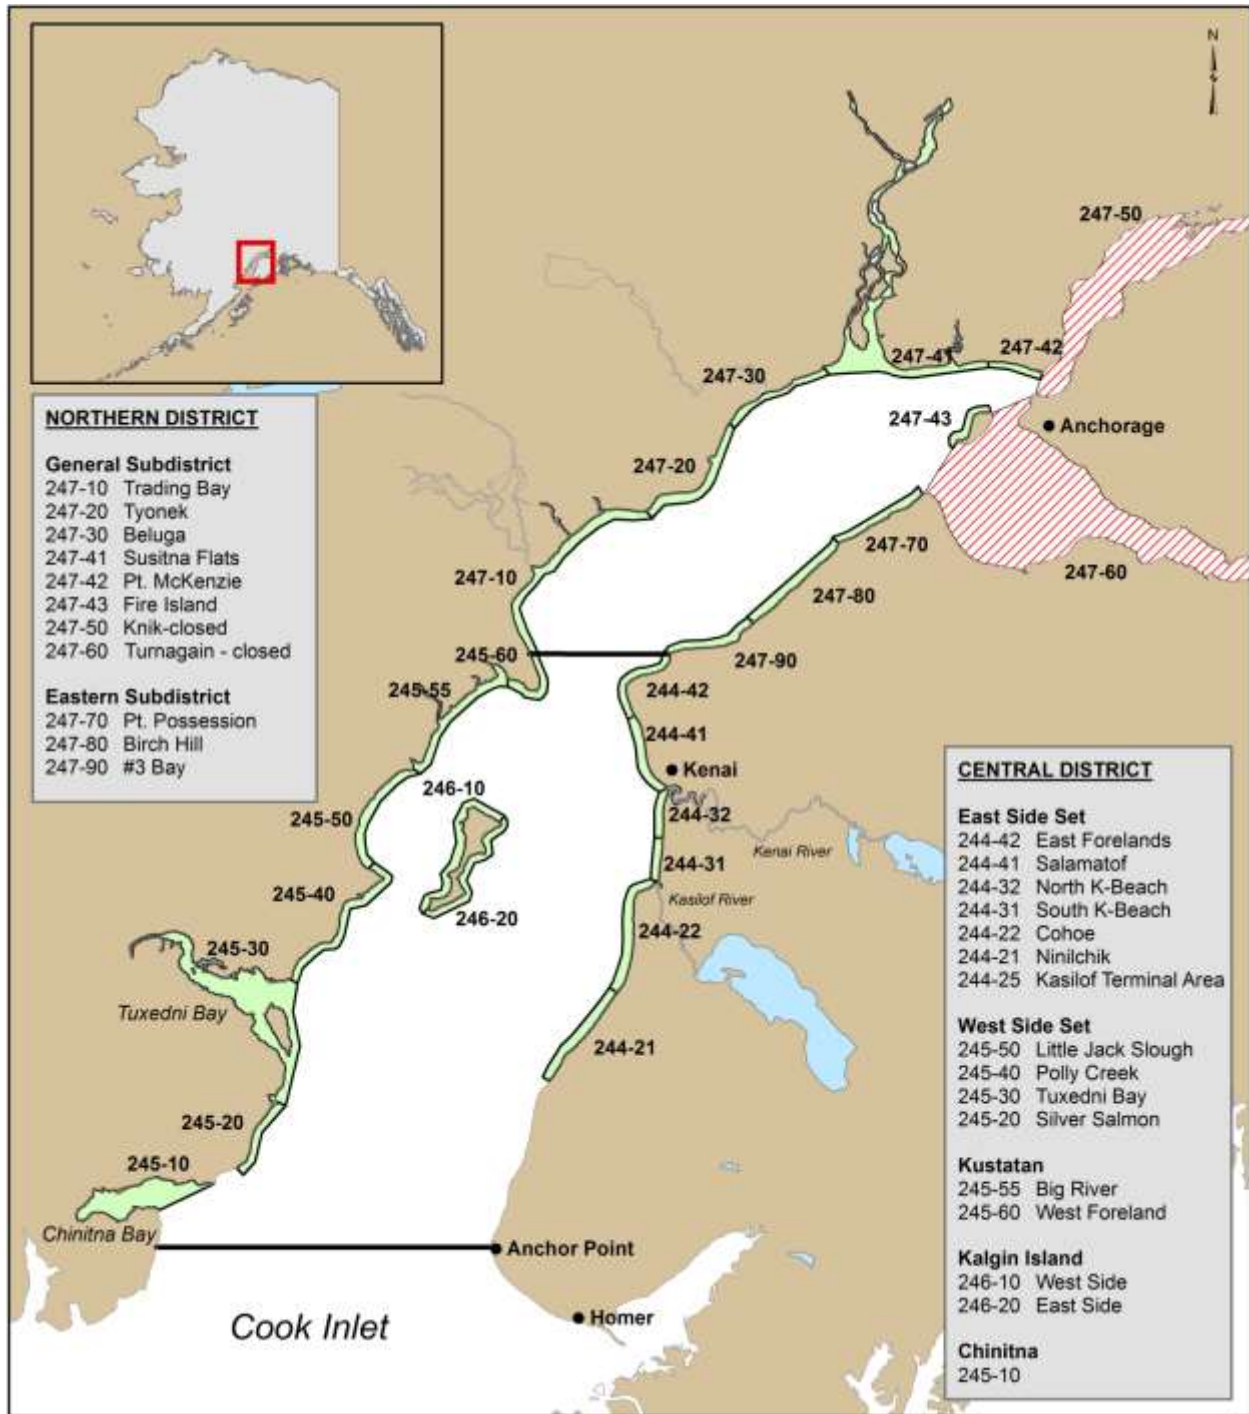 N
247-50
247-41
247-42
247-30
247-43
Anchorage
247-20
247-70
247-10
247-60
247-80
245-60
247-90
245-55
244-42
244-41
Kenai
246-10
245-50
244-32
Kenai River
244-31
245-40
Kasilof River
246-20
244-22
245-30
Tuxedni Bay
244-21
245-20
245-10
Chinitna Bay
Anchor Point
Homer
Cook Inlet
NORTHERN DISTRICT
General Subdistrict
247-10 Trading Bay
247-20 Tyonek
247-30 Beluga
247-41 Susitna Flats
247-42 Pt. McKenzie
247-43 Fire Island
247-50 Knik-closed
247-60 Turnagain - closed
Eastern Subdistrict
247-70 Pt. Possession
247-80 Birch Hill
247-90 #3 Bay
CENTRAL DISTRICT
East Side Set
244-42 East Forelands
244-41 Salamatof
244-32 North K-Beach
244-31 South K-Beach
244-22 Cohoe
244-21 Ninilchik
244-25 Kasilof Terminal Area
West Side Set
245-50 Little Jack Slough
245-40 Polly Creek
245-30 Tuxedni Bay
245-20 Silver Salmon
Kustatan
245-55 Big River
245-60 West Foreland
Kalgin Island
246-10 West Side
246-20 East Side
Chinitna
245-10